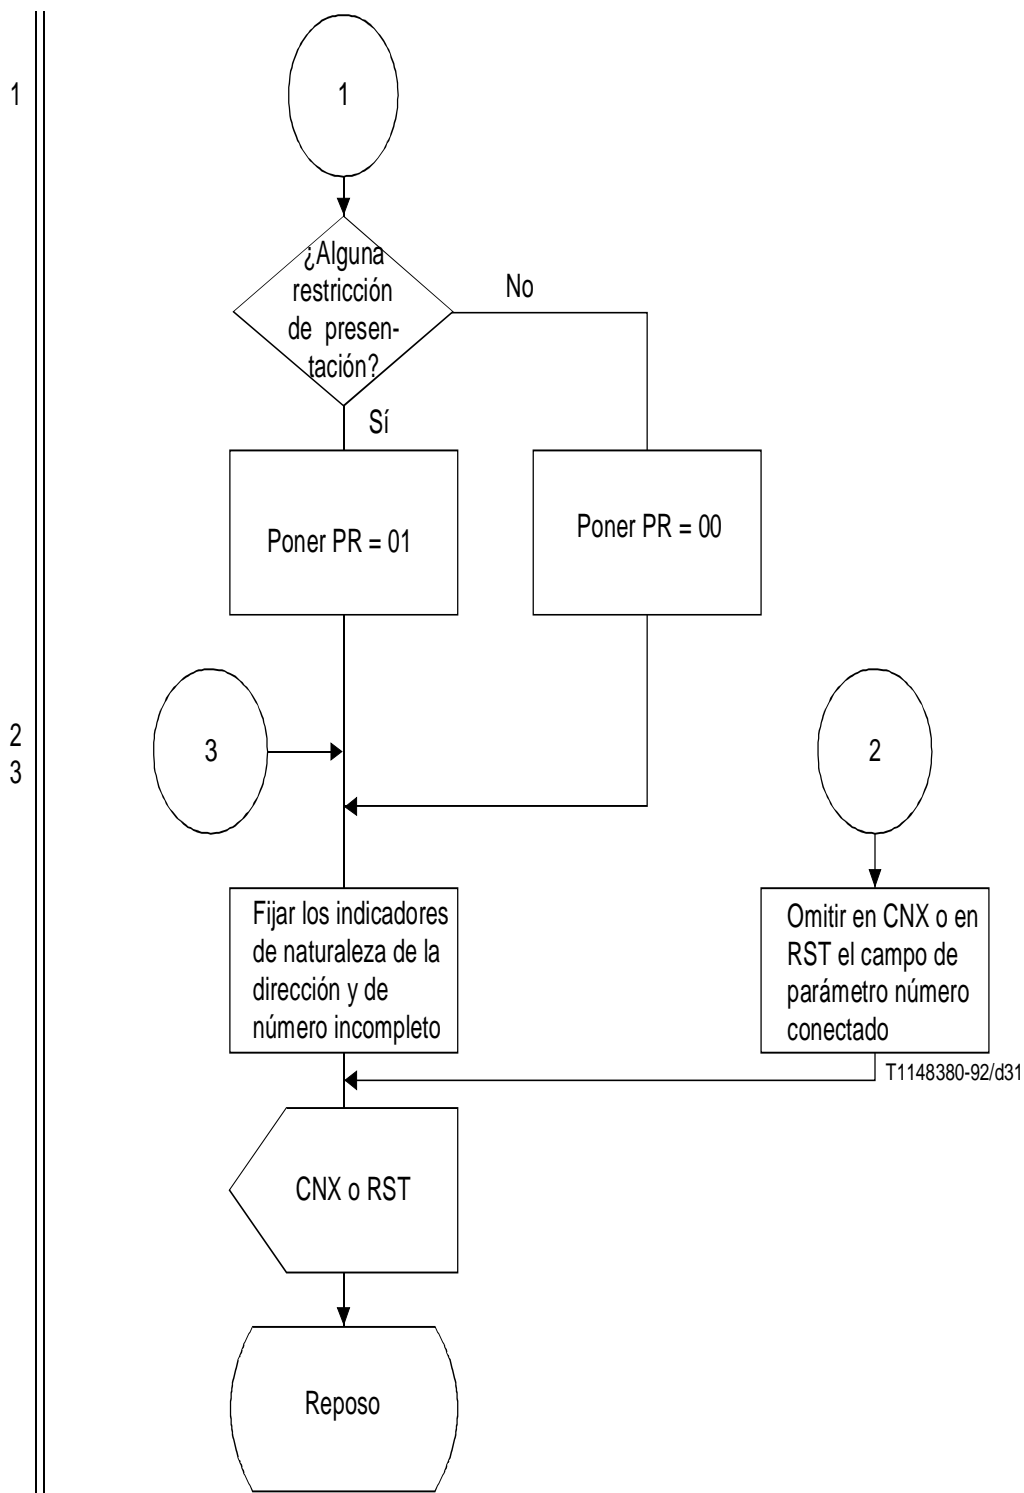 1
1
¿Alguna
restricción
de presen-
tación?
No
Sí
Poner PR = 01
Poner PR = 00
2
3
3
2
Fijar los indicadores
de naturaleza de la
dirección y de
número incompleto
Omitir en CNX o en
RST el campo de
parámetro número
conectado
T1148380-92/d31
CNX o RST
Reposo